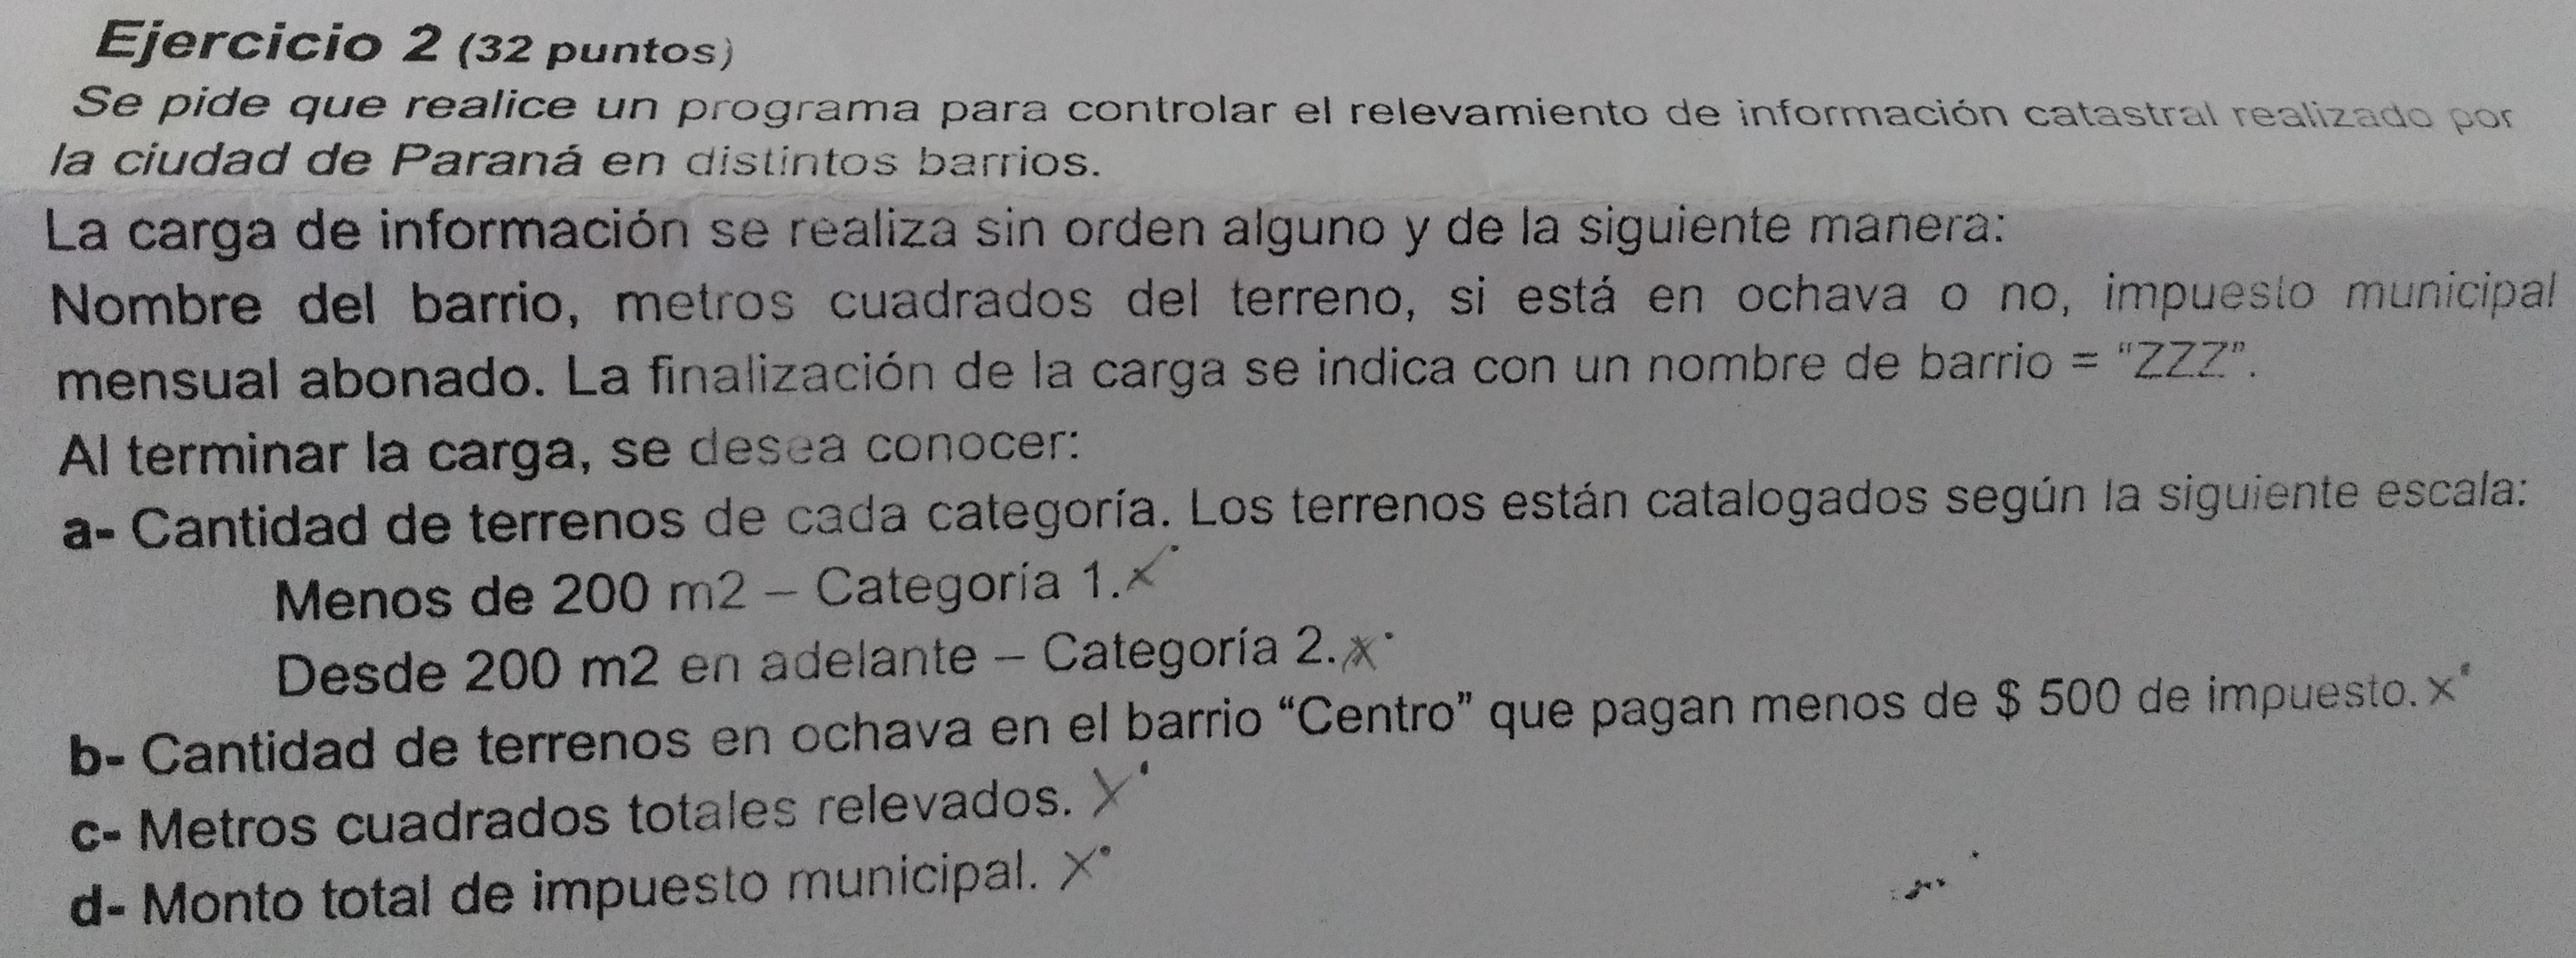 Ejercicio 2 (32 puntos)
Se pide que realice un programa para controlar el relevamiento de información catastral realizado por
la ciudad de Paraná en distintos barrios.
La carga de información se realiza sin orden alguno y de la siguiente manera:
Nombre del barrio, metros cuadrados del terreno, si está en ochava o no, impuesto municipal
mensual abonado. La finalización de la carga se indica con un nombre de barrio = “ZZZ”.
Al terminar la carga, se desea conocer:
a- Cantidad de terrenos de cada categoría. Los terrenos están catalogados según la siguiente escala:
Menos de 200 m2 – Categoría 1. x
Desde 200 m2 en adelante – Categoría 2. x
b- Cantidad de terrenos en ochava en el barrio “Centro” que pagan menos de $ 500 de impuesto. x
c- Metros cuadrados totales relevados. x
d- Monto total de impuesto municipal. x